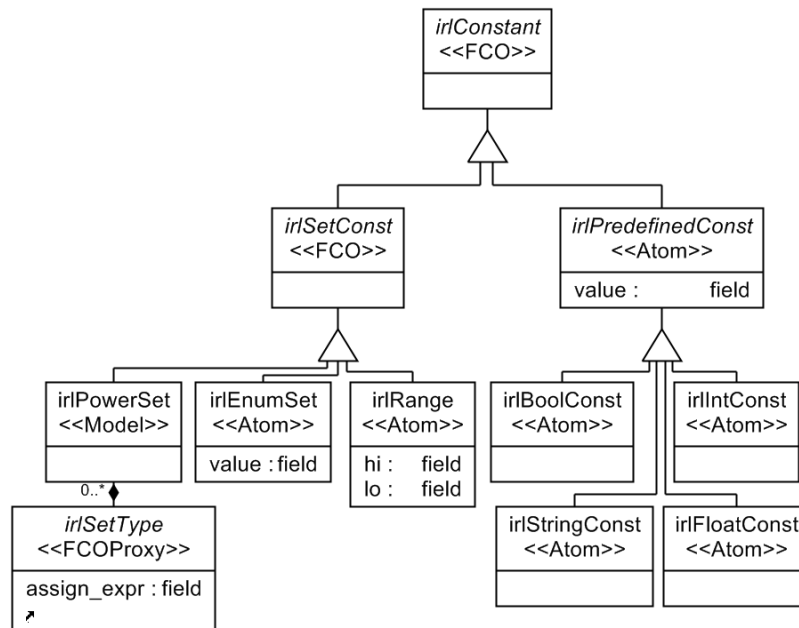 irlConstant
<<FCO>>
irlSetConst
<<FCO>>
irlPredefinedConst
<<Atom>>
value : field
irlPowerSet
<<Model>>
irlEnumSet
<<Atom>>
value : field
irlRange
<<Atom>>
hi : field
lo : field
irlBoolConst
<<Atom>>
irlIntConst
<<Atom>>
0..*
irlSetType
<<FCOProxy>>
assign_expr : field
irlStringConst
<<Atom>>
irlFloatConst
<<Atom>>